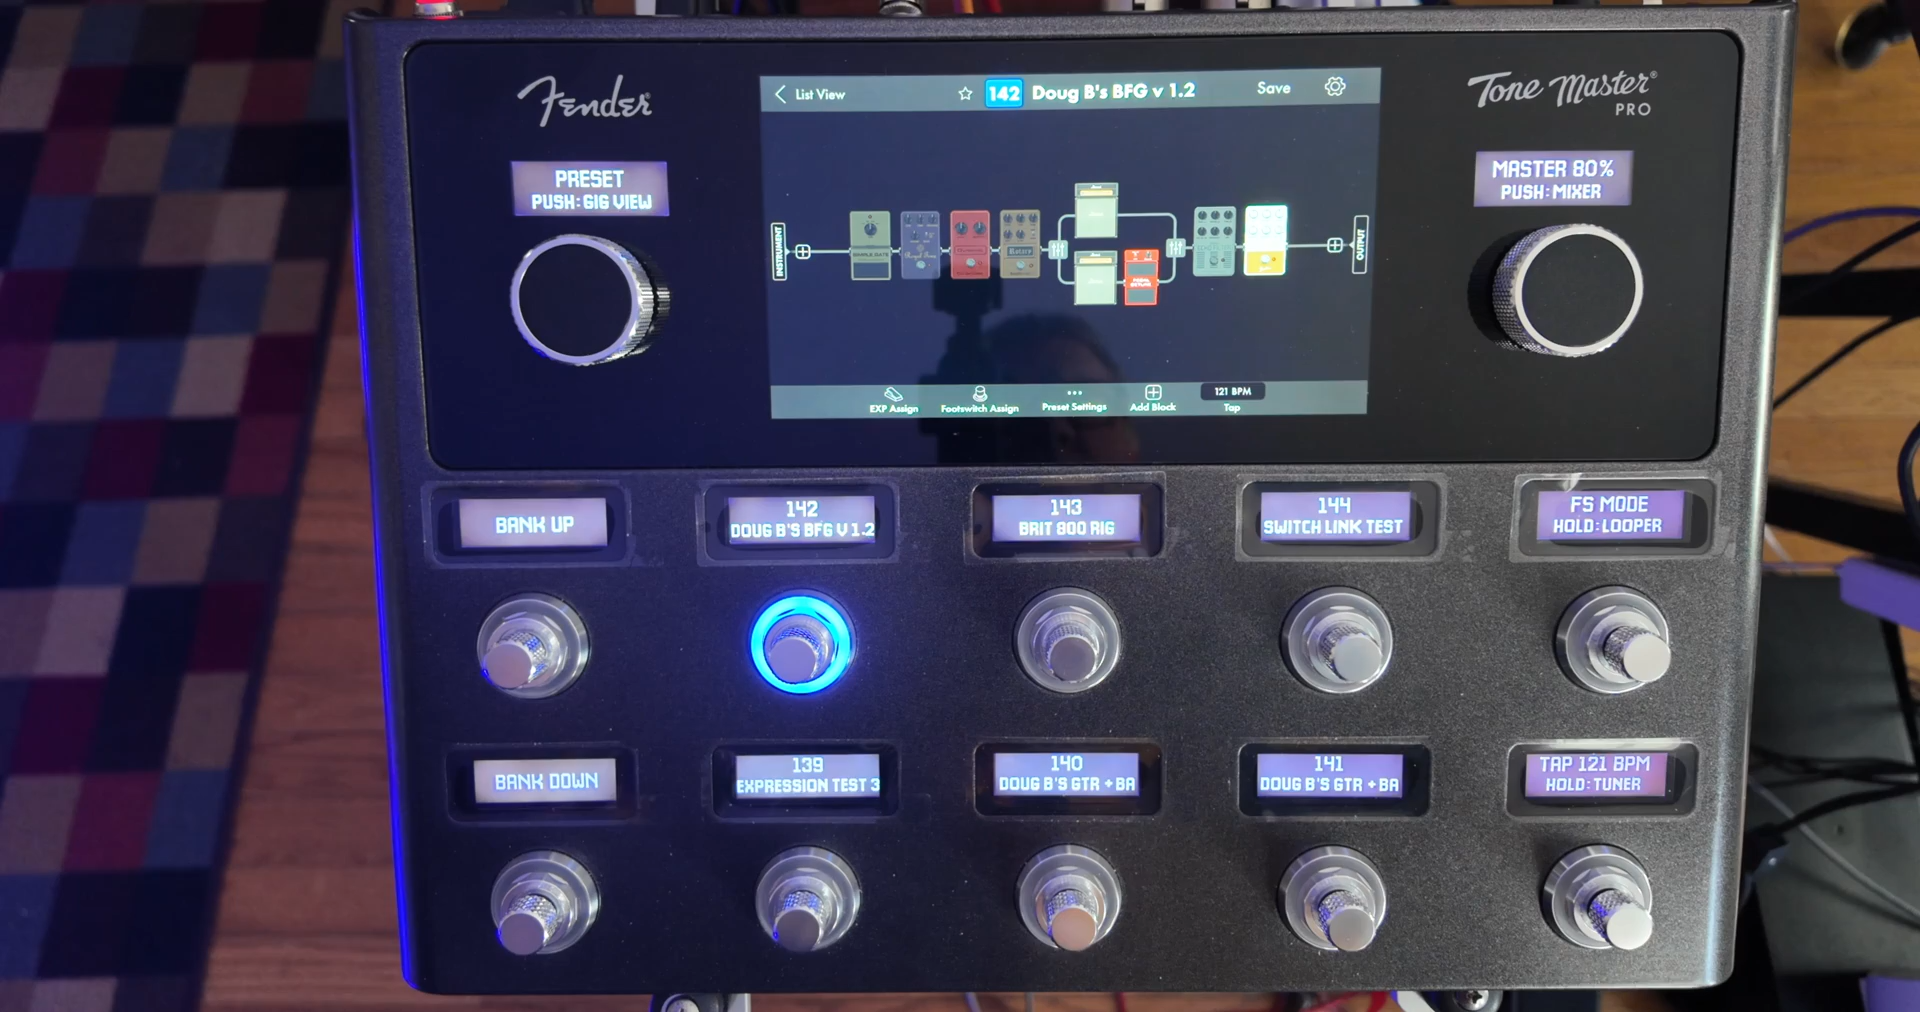 Fender
Tone Master®
PRO
List View
142 Doug B's BFG v 1.2
Save
PRESET
PUSH:GIG VIEW
MASTER 80%
PUSH:MIXER
INSTRUMENT
SIMPLE GATE
OUTPUT
EXP Assign
Footswitch Assign
Preset Settings
Add Block
121 BPM
Tap
BANK UP
142
DOUG B'S BFG V 1.2
143
BRIT 800 RIG
144
SWITCH LINK TEST
FS MODE
HOLD:LOOPER
BANK DOWN
139
EXPRESSION TEST 3
140
DOUG B'S GTR + BA
141
DOUG B'S GTR + BA
TAP 121 BPM
HOLD:TUNER